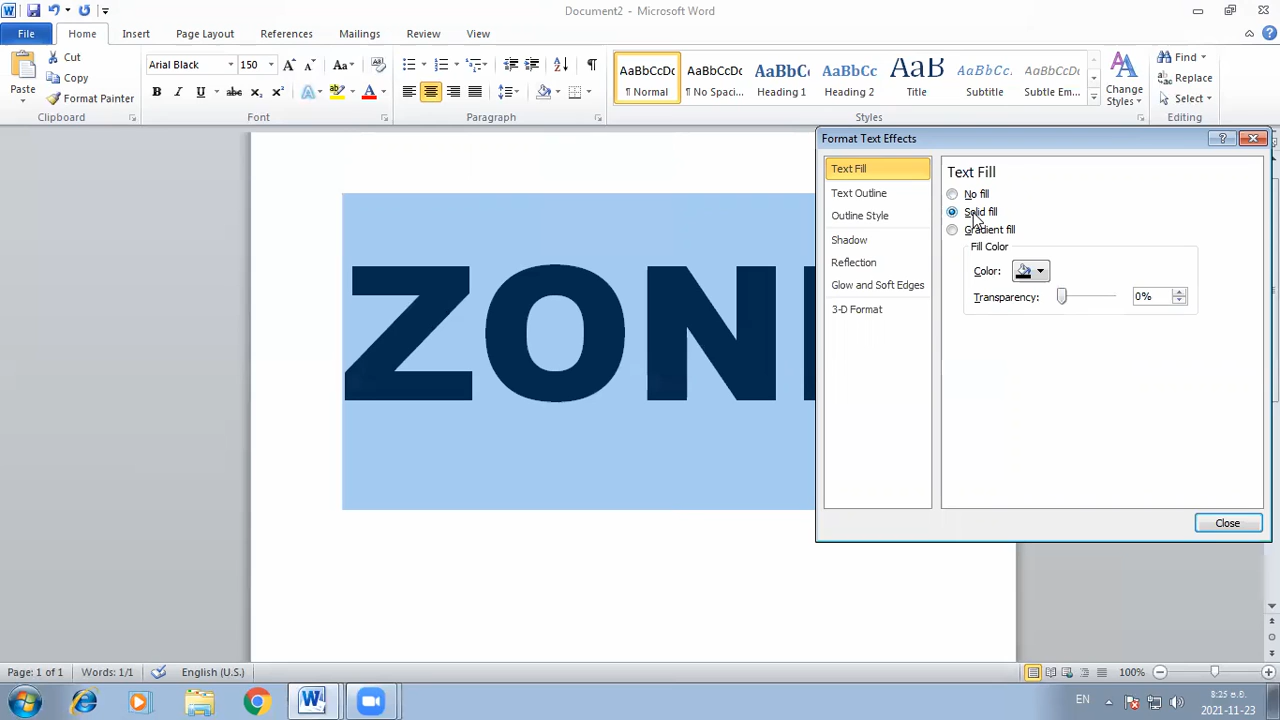 Document2 - Microsoft Word
File Home Insert Page Layout References Mailings Review View
Paste
Cut
Copy
Format Painter
Clipboard
Arial Black 150
Font
Paragraph
AaBbCcDc
¶ Normal
AaBbCcDc
¶ No Spaci...
AaBbCc
Heading 1
AaBbCc
Heading 2
AaB
Title
AaBbCc.
Subtitle
AaBbCcDc
Subtle Em...
Styles
Change
Styles
Find
Replace
Select
Editing
ZON
Format Text Effects
Text Fill
Text Outline
Outline Style
Shadow
Reflection
Glow and Soft Edges
3-D Format
Text Fill
No fill
Solid fill
Gradient fill
Fill Color
Color:
Transparency: 0%
Close
Page: 1 of 1 Words: 1/1 English (U.S.) 100%
EN
8:25 ଚ.ຍ.
2021-11-23